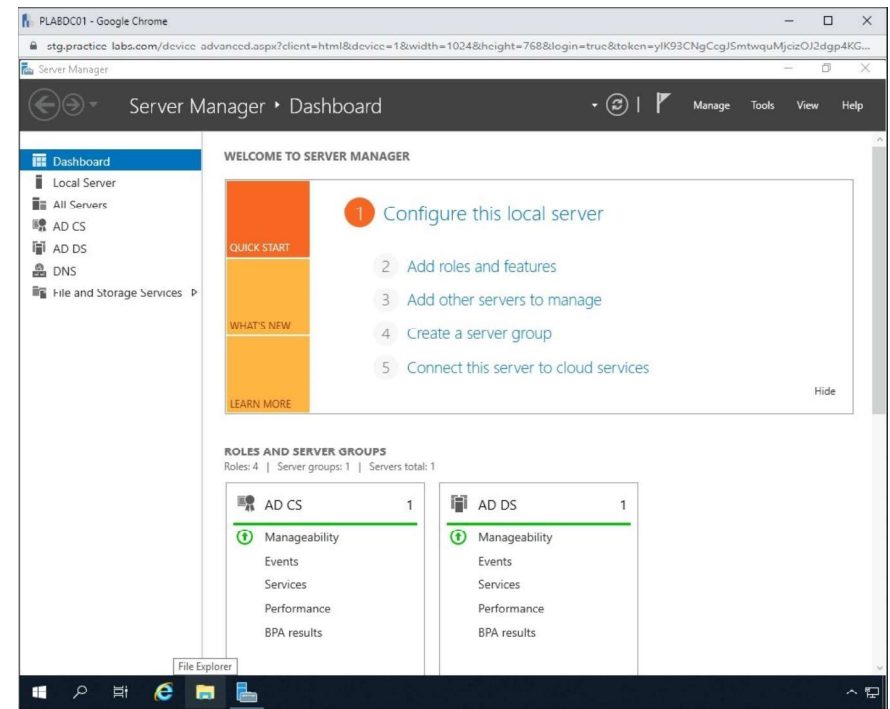 PLABDC01 - Google Chrome
stg.practice-labs.com/device-advanced.aspx?client=html&device=1&width=1024&height=768&login=true&token=
Server Manager
Server Manager ‣ Dashboard
Manage Tools View Help
Dashboard
Local Server
All Servers
AD CS
AD DS
DNS
File and Storage Services
WELCOME TO SERVER MANAGER
QUICK START
WHAT'S NEW
LEARN MORE
1 Configure this local server
2 Add roles and features
3 Add other servers to manage
4 Create a server group
5 Connect this server to cloud services
Hide
ROLES AND SERVER GROUPS
Roles: 4 | Server groups: 1 | Servers total: 1
AD CS 1
Manageability
Events
Services
Performance
BPA results
AD DS 1
Manageability
Events
Services
Performance
BPA results
File Explorer